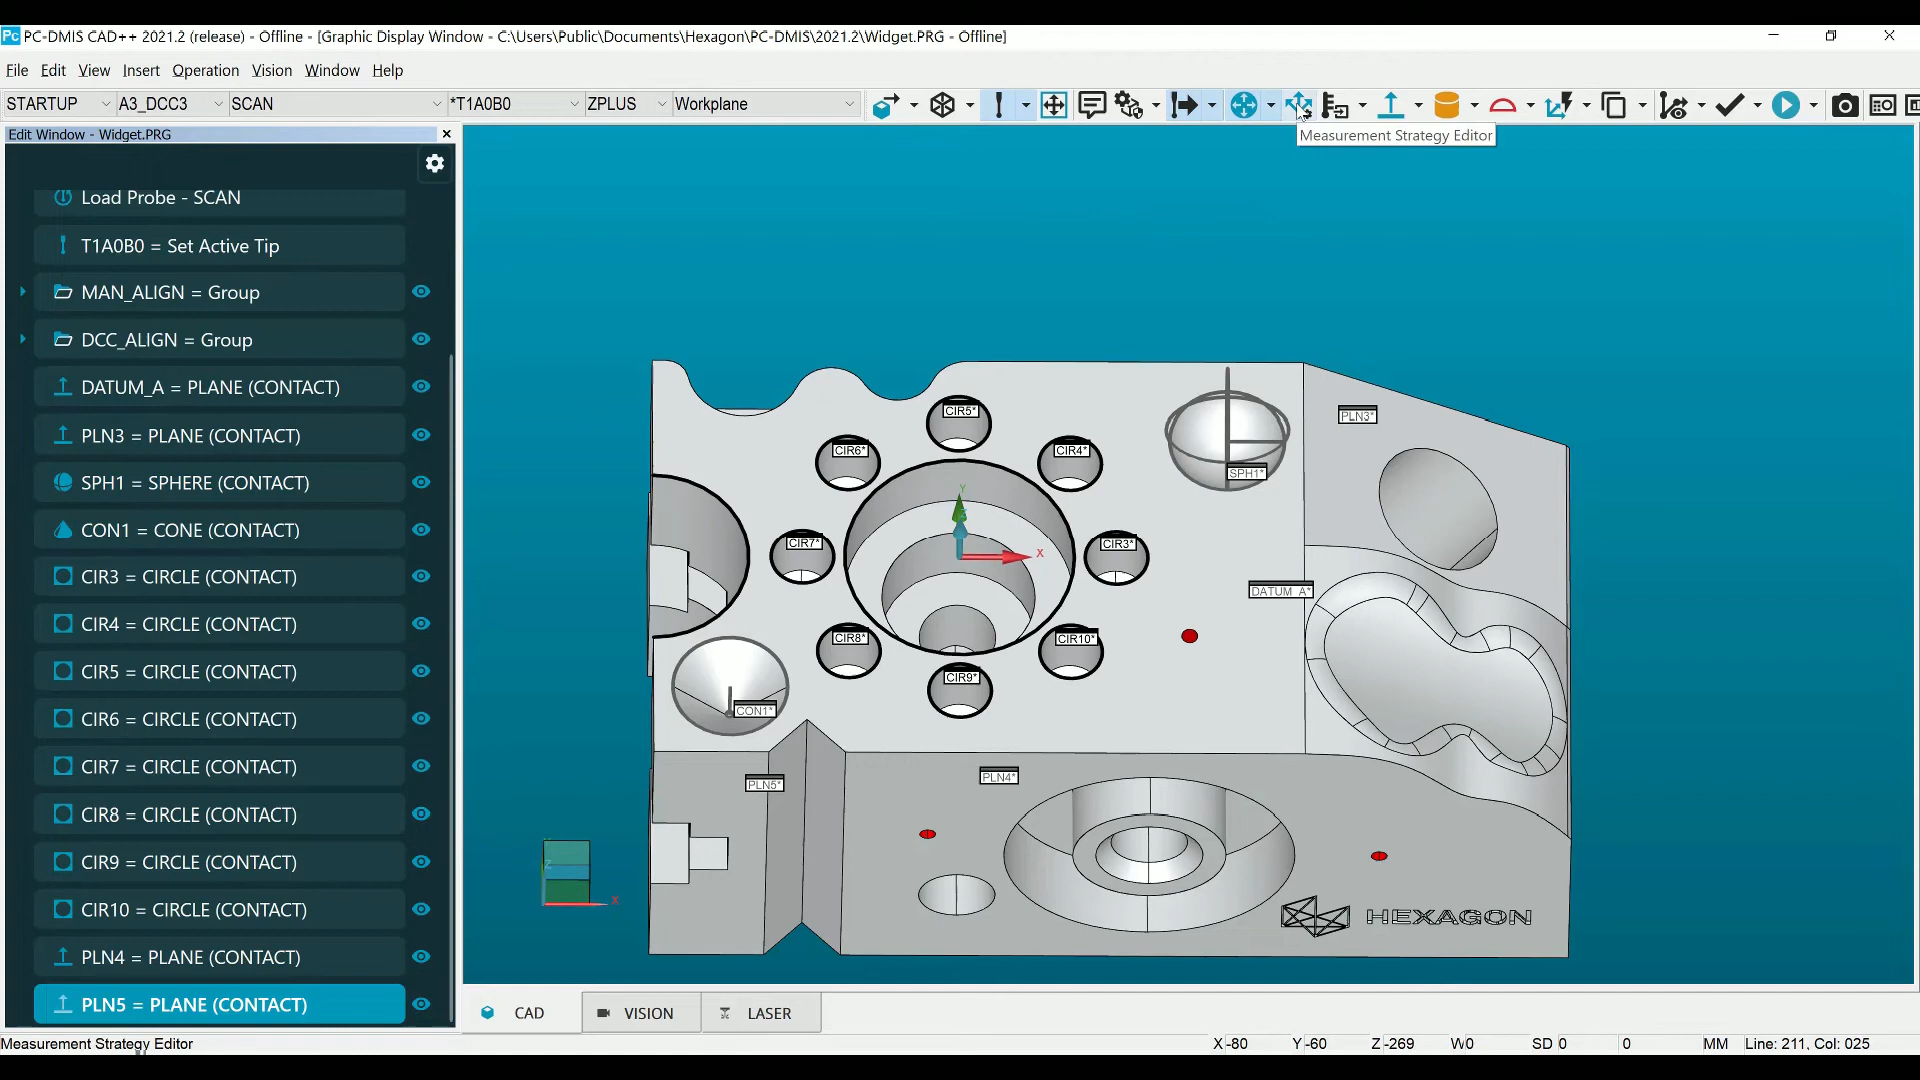 PC-DMIS CAD++ 2021.2 (release) - Offline - [Graphic Display Window - C:\Users\Public\Documents\Hexagon\PC-DMIS\2021.2\Widget.PRG - Offline]
File Edit View Insert Operation Vision Window Help
STARTUP A3_DCC3 SCAN *T1A0B0 ZPLUS Workplane
Edit Window - Widget.PRG
Measurement Strategy Editor
Load Probe - SCAN
T1A0B0 = Set Active Tip
MAN_ALIGN = Group
DCC_ALIGN = Group
DATUM_A = PLANE (CONTACT)
PLN3 = PLANE (CONTACT)
SPH1 = SPHERE (CONTACT)
CON1 = CONE (CONTACT)
CIR3 = CIRCLE (CONTACT)
CIR4 = CIRCLE (CONTACT)
CIR5 = CIRCLE (CONTACT)
CIR6 = CIRCLE (CONTACT)
CIR7 = CIRCLE (CONTACT)
CIR8 = CIRCLE (CONTACT)
CIR9 = CIRCLE (CONTACT)
CIR10 = CIRCLE (CONTACT)
PLN4 = PLANE (CONTACT)
PLN5 = PLANE (CONTACT)
CIR5*
PLN3*
CIR6*
CIR4*
SPH1*
Y
Z
CIR7*
CIR3*
X
DATUM_A*
CIR8*
CIR10*
CIR9*
CON1*
PLN5*
PLN4*
Z
X
HEXAGON
CAD VISION LASER
Measurement Strategy Editor
X -80 Y -60 Z -269 W 0 SD 0 0 MM Line: 211, Col: 025